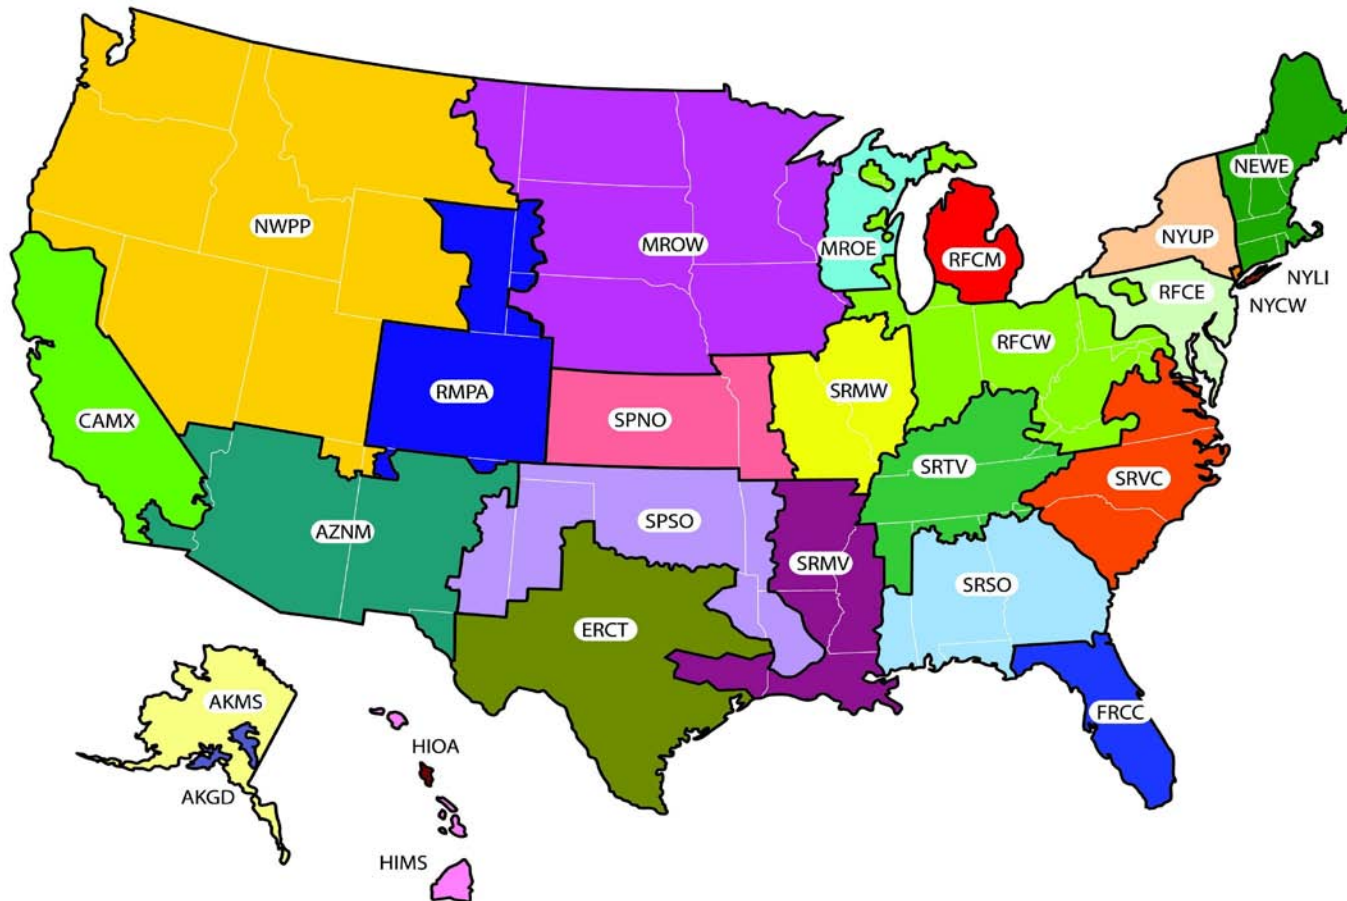 NEWE
NWPP
NYUP
MROW
MROE
RFCM
NYLI
RFCE
NYCW
RFCW
RMPA
SRMW
CAMX
SPNO
SRTV
SRVC
SPSO
AZNM
SRMV
SRSO
ERCT
AKMS
FRCC
HIOA
AKGD
HIMS